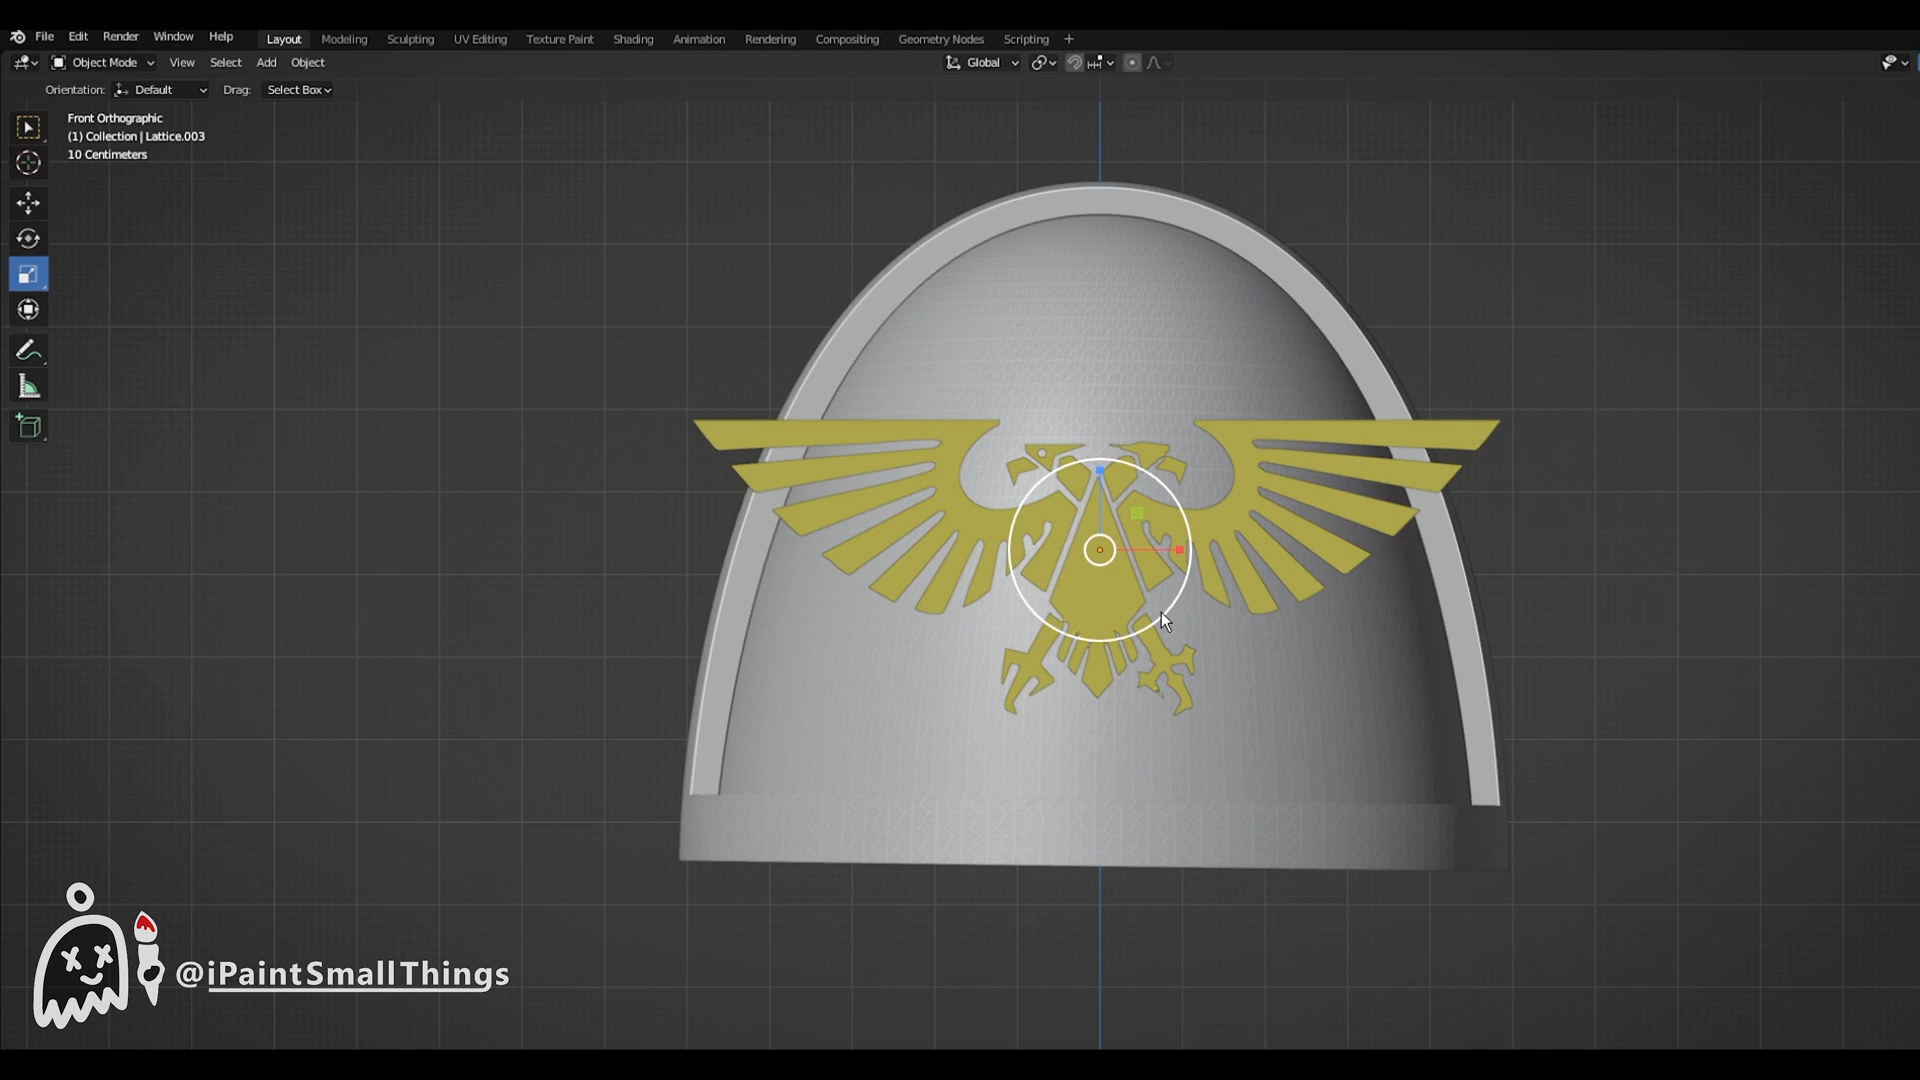 File Edit Render Window Help Layout Modeling Sculpting UV Editing Texture Paint Shading Animation Rendering Compositing Geometry Nodes Scripting +
Object Mode View Select Add Object Global
Orientation: Default Drag: Select Box
Front Orthographic
(1) Collection | Lattice.003
10 Centimeters
@iPaintSmallThings